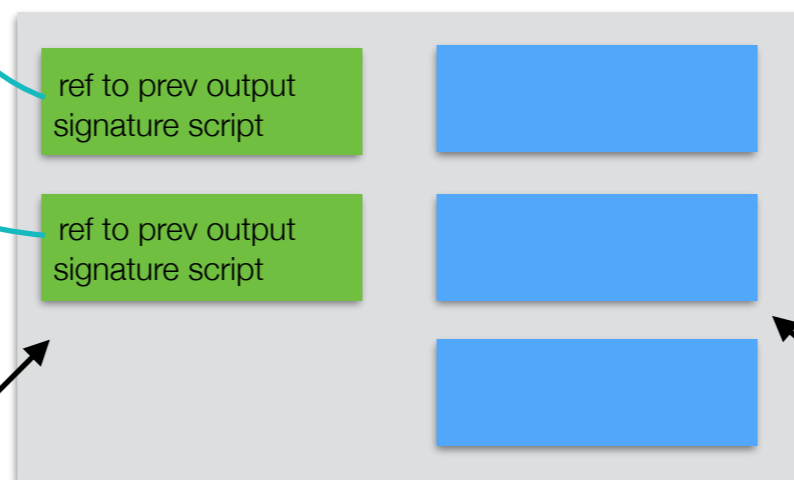 ref to prev output
signature script
ref to prev output
signature script